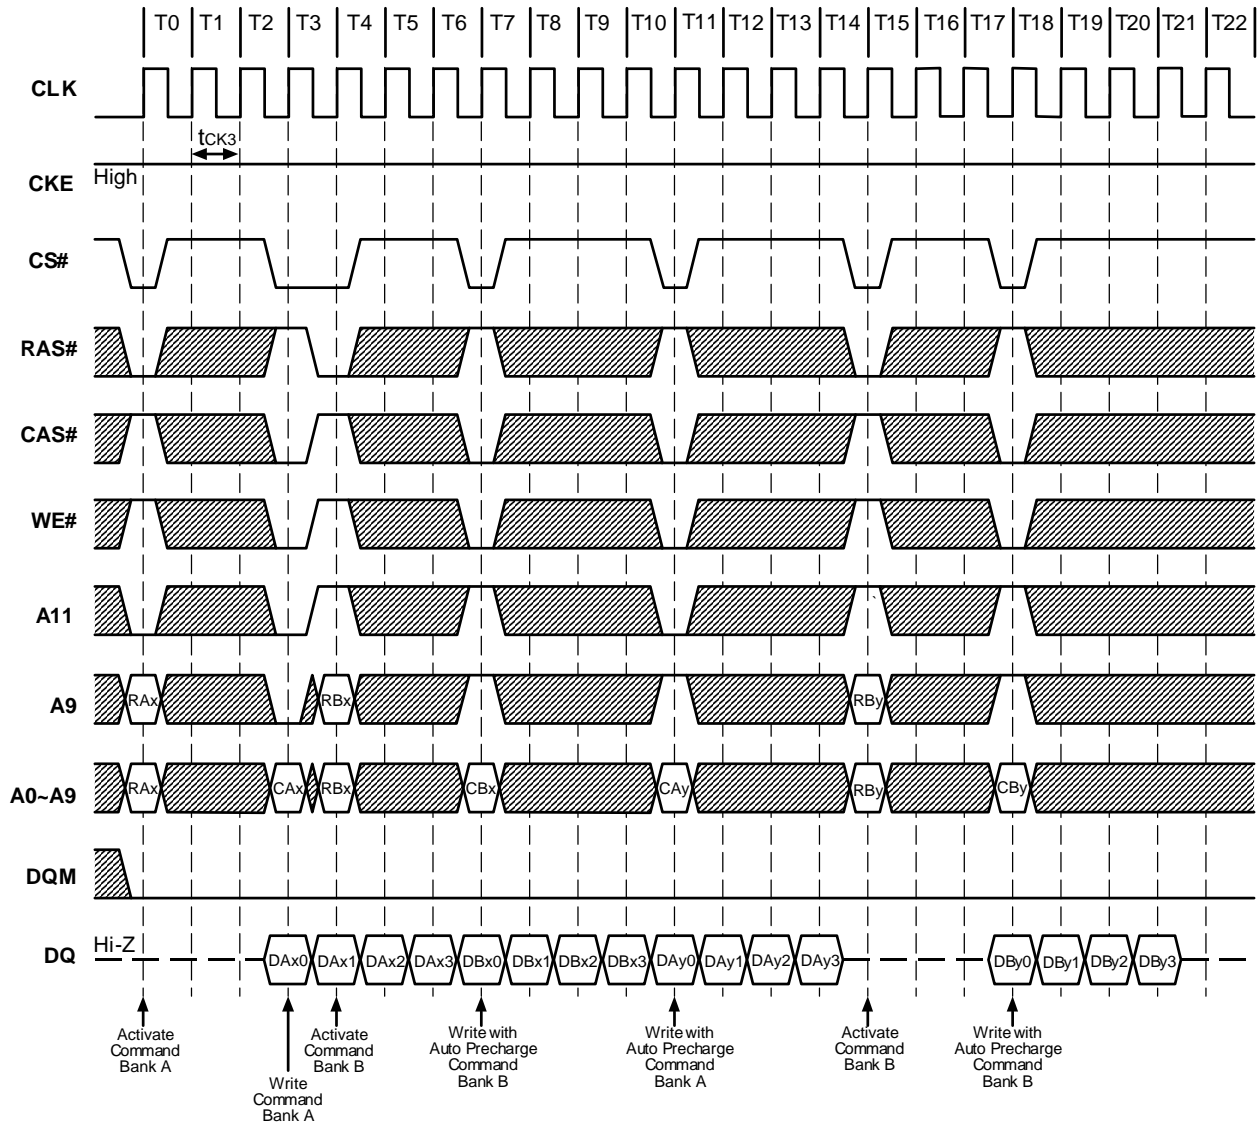 T0 T1 T2 T3 T4 T5 T6 T7 T8 T9 T10 T11 T12 T13 T14 T15 T16 T17 T18 T19 T20 T21 T22
CLK
tCK3
CKE
High
CS#
RAS#
CAS#
WE#
A11
A9 RAx RBx RBy
A0~A9 RAx CAx RBx CBx CAy RBy CBy
DQM
DQ Hi-Z DAx0 DAx1 DAx2 DAx3 DBx0 DBx1 DBx2 DBx3 DAy0 DAy1 DAy2 DAy3 DBy0 DBy1 DBy2 DBy3
Activate
Command
Bank A
Write
Command
Bank A
Activate
Command
Bank B
Write with
Auto Precharge
Command
Bank B
Write with
Auto Precharge
Command
Bank A
Activate
Command
Bank B
Write with
Auto Precharge
Command
Bank B